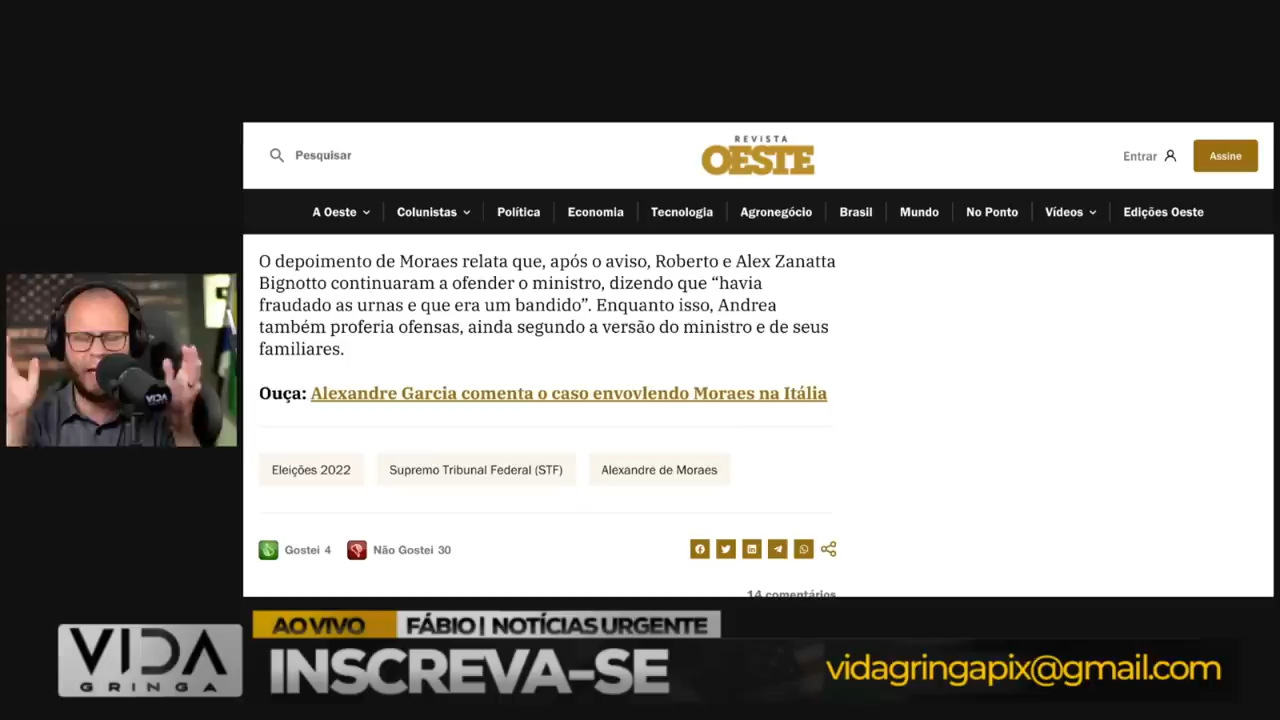 REVISTA
OESTE
Pesquisar
Entrar
Assine
A Oeste
Colunistas
Política
Economia
Tecnologia
Agronegócio
Brasil
Mundo
No Ponto
Vídeos
Edições Oeste
O depoimento de Moraes relata que, após o aviso, Roberto e Alex Zanatta
Bignotto continuaram a ofender o ministro, dizendo que “havia
fraudado as urnas e que era um bandido”. Enquanto isso, Andrea
também proferia ofensas, ainda segundo a versão do ministro e de seus
familiares.
Ouça: Alexandre Garcia comenta o caso envovlendo Moraes na Itália
Eleições 2022
Supremo Tribunal Federal (STF)
Alexandre de Moraes
Gostei 4
Não Gostei 30
14 comentários
VIDA
AO VIVO
FÁBIO | NOTÍCIAS URGENTE
VIDA
GRINGA
INSCREVA-SE
vidagringapix@gmail.com